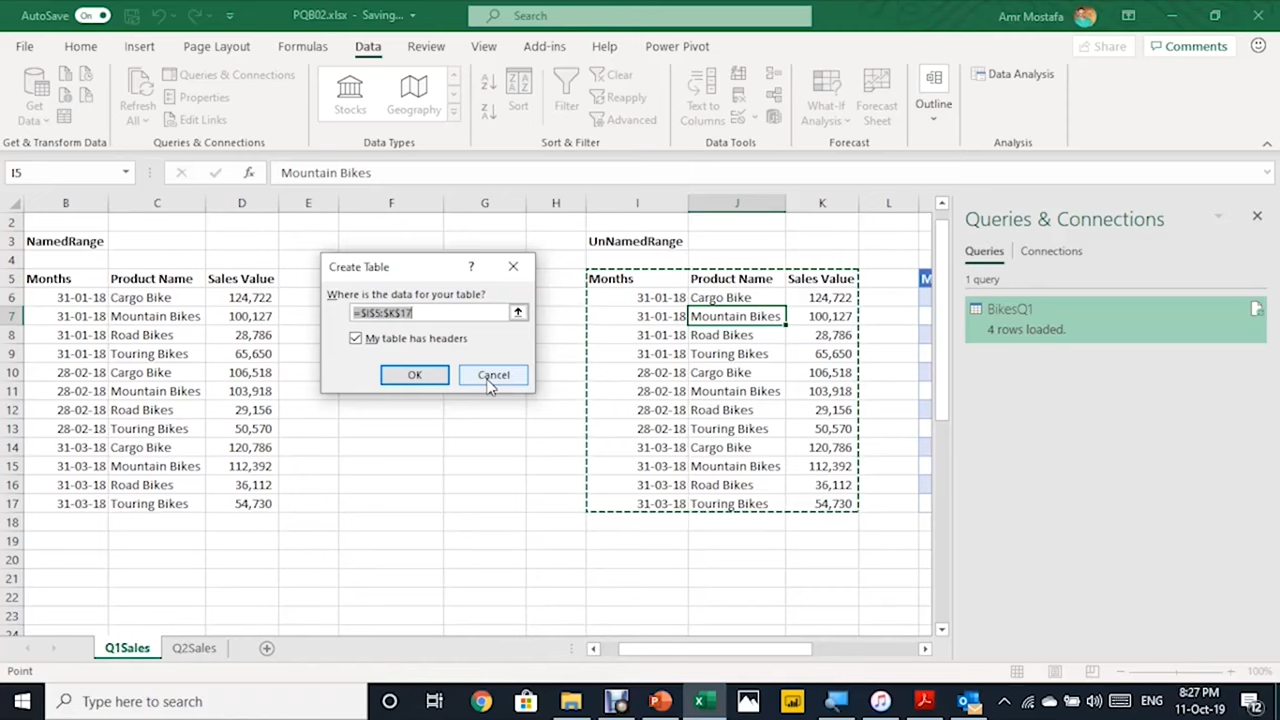 AutoSave On PQB02.xlsx - Saving... Search Amr Mostafa
File Home Insert Page Layout Formulas Data Review View Add-ins Help Power Pivot Share Comments
Get Data Refresh All Queries & Connections Properties Edit Links Stocks Geography Sort Filter Clear Reapply Advanced Text to Columns What-If Analysis Forecast Sheet Outline Data Analysis
Get & Transform Data Queries & Connections Data Types Sort & Filter Data Tools Forecast Analysis
I5 fx Mountain Bikes
B C D E F G H I J K L
2
3 NamedRange UnNamedRange
4
5 Months Product Name Sales Value Months Product Name Sales Value M
6 31-01-18 Cargo Bike 124,722 31-01-18 Cargo Bike 124,722
7 31-01-18 Mountain Bikes 100,127 31-01-18 Mountain Bikes 100,127
8 31-01-18 Road Bikes 28,786 31-01-18 Road Bikes 28,786
9 31-01-18 Touring Bikes 65,650 31-01-18 Touring Bikes 65,650
10 28-02-18 Cargo Bike 106,518 28-02-18 Cargo Bike 106,518
11 28-02-18 Mountain Bikes 103,918 28-02-18 Mountain Bikes 103,918
12 28-02-18 Road Bikes 29,156 28-02-18 Road Bikes 29,156
13 28-02-18 Touring Bikes 50,570 28-02-18 Touring Bikes 50,570
14 31-03-18 Cargo Bike 120,786 31-03-18 Cargo Bike 120,786
15 31-03-18 Mountain Bikes 112,392 31-03-18 Mountain Bikes 112,392
16 31-03-18 Road Bikes 36,112 31-03-18 Road Bikes 36,112
17 31-03-18 Touring Bikes 54,730 31-03-18 Touring Bikes 54,730
18
19
20
21
22
23
24
Create Table ?
Where is the data for your table?
=$I$5:$K$17
My table has headers
OK Cancel
Queries & Connections
Queries Connections
1 query
BikesQ1
4 rows loaded.
Q1Sales Q2Sales
Point 100%
Type here to search ENG 8:27 PM
11-Oct-19 12